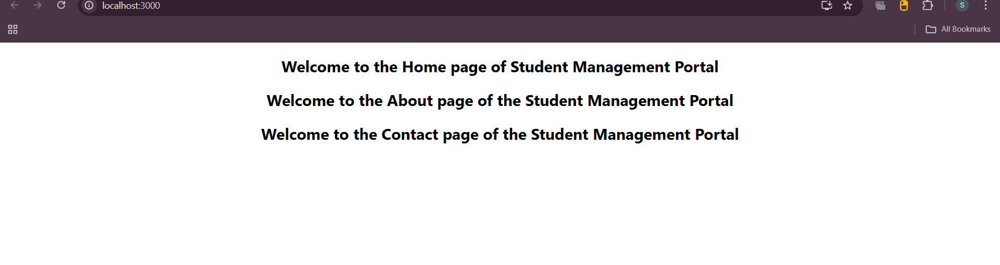 localhost:3000
S
All Bookmarks
Welcome to the Home page of Student Management Portal
Welcome to the About page of the Student Management Portal
Welcome to the Contact page of the Student Management Portal